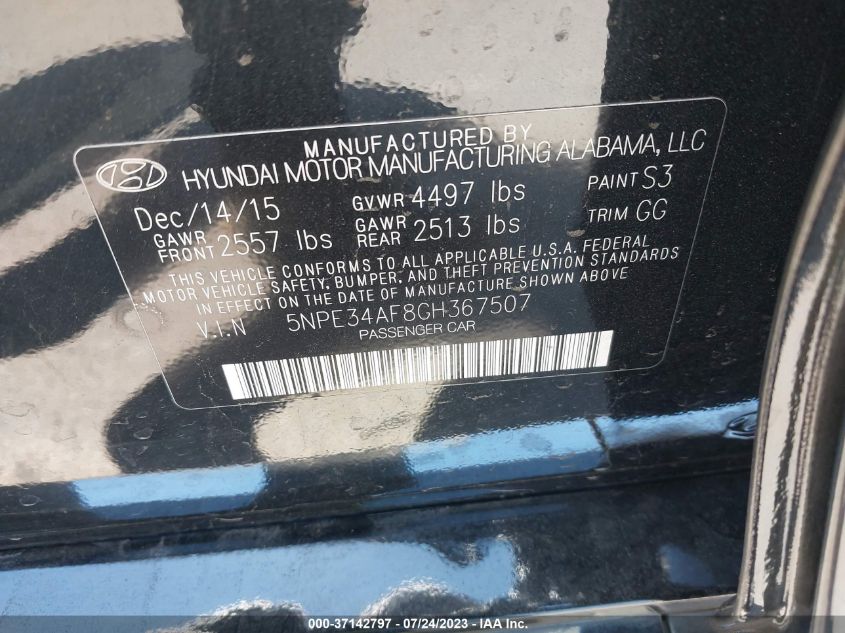 MANUFACTURED BY
HYUNDAI MOTOR MANUFACTURING ALABAMA, LLC
Dec/14/15 GVWR 4497 lbs PAINT S3
GAWR FRONT 2557 lbs GAWR REAR 2513 lbs TRIM GG
THIS VEHICLE CONFORMS TO ALL APPLICABLE U.S.A. FEDERAL
MOTOR VEHICLE SAFETY, BUMPER, AND THEFT PREVENTION STANDARDS
IN EFFECT ON THE DATE OF MANUFACTURE SHOWN ABOVE
V.I.N 5NPE34AF8GH367507
PASSENGER CAR
000-37142797 - 07/24/2023 - IAA Inc.